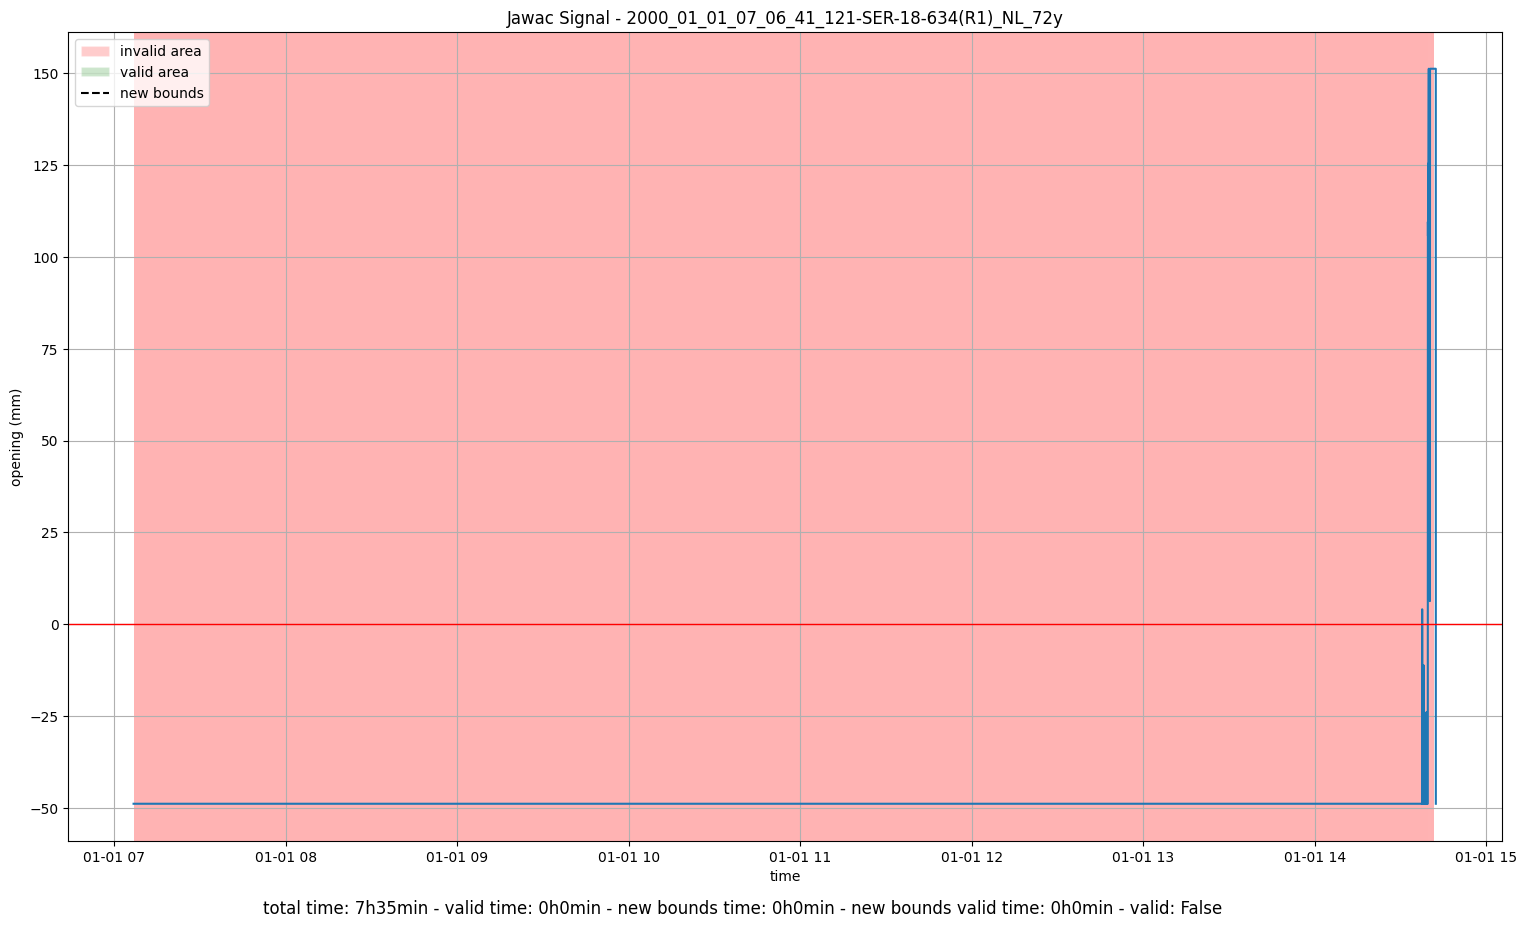 Jawac Signal - 2000_01_01_07_06_41_121-SER-18-634(R1)_NL_72y
invalid area
valid area
new bounds
150
125
100
75
50
25
0
−25
−50
opening (mm)
01-01 07 01-01 08 01-01 09 01-01 10 01-01 11 01-01 12 01-01 13 01-01 14 01-01 15
time
total time: 7h35min - valid time: 0h0min - new bounds time: 0h0min - new bounds valid time: 0h0min - valid: False